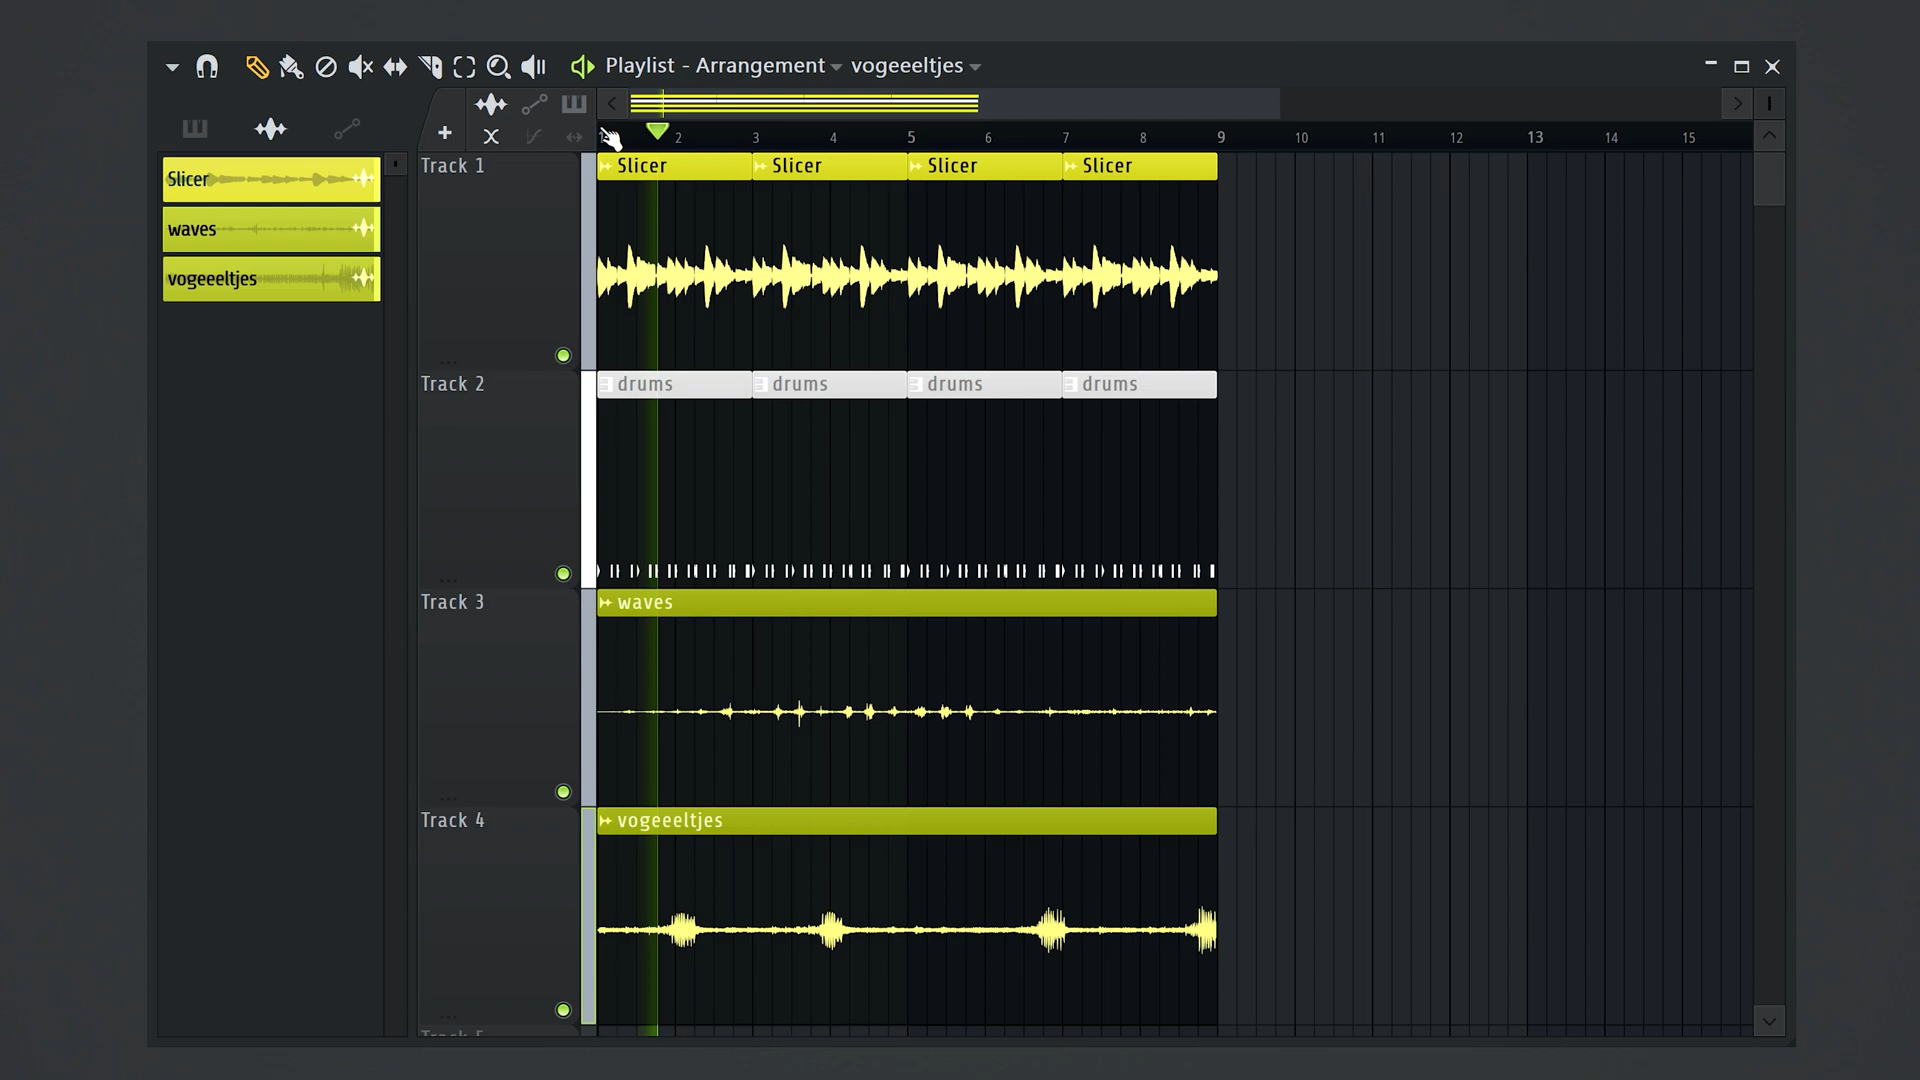 Playlist - Arrangement vogeeeltjes
2 3 4 5 6 7 8 9 10 11 12 13 14 15
Slicer
waves
vogeeeltjes
Track 1
Slicer Slicer Slicer Slicer
Track 2
drums drums drums drums
Track 3
waves
Track 4
vogeeeltjes